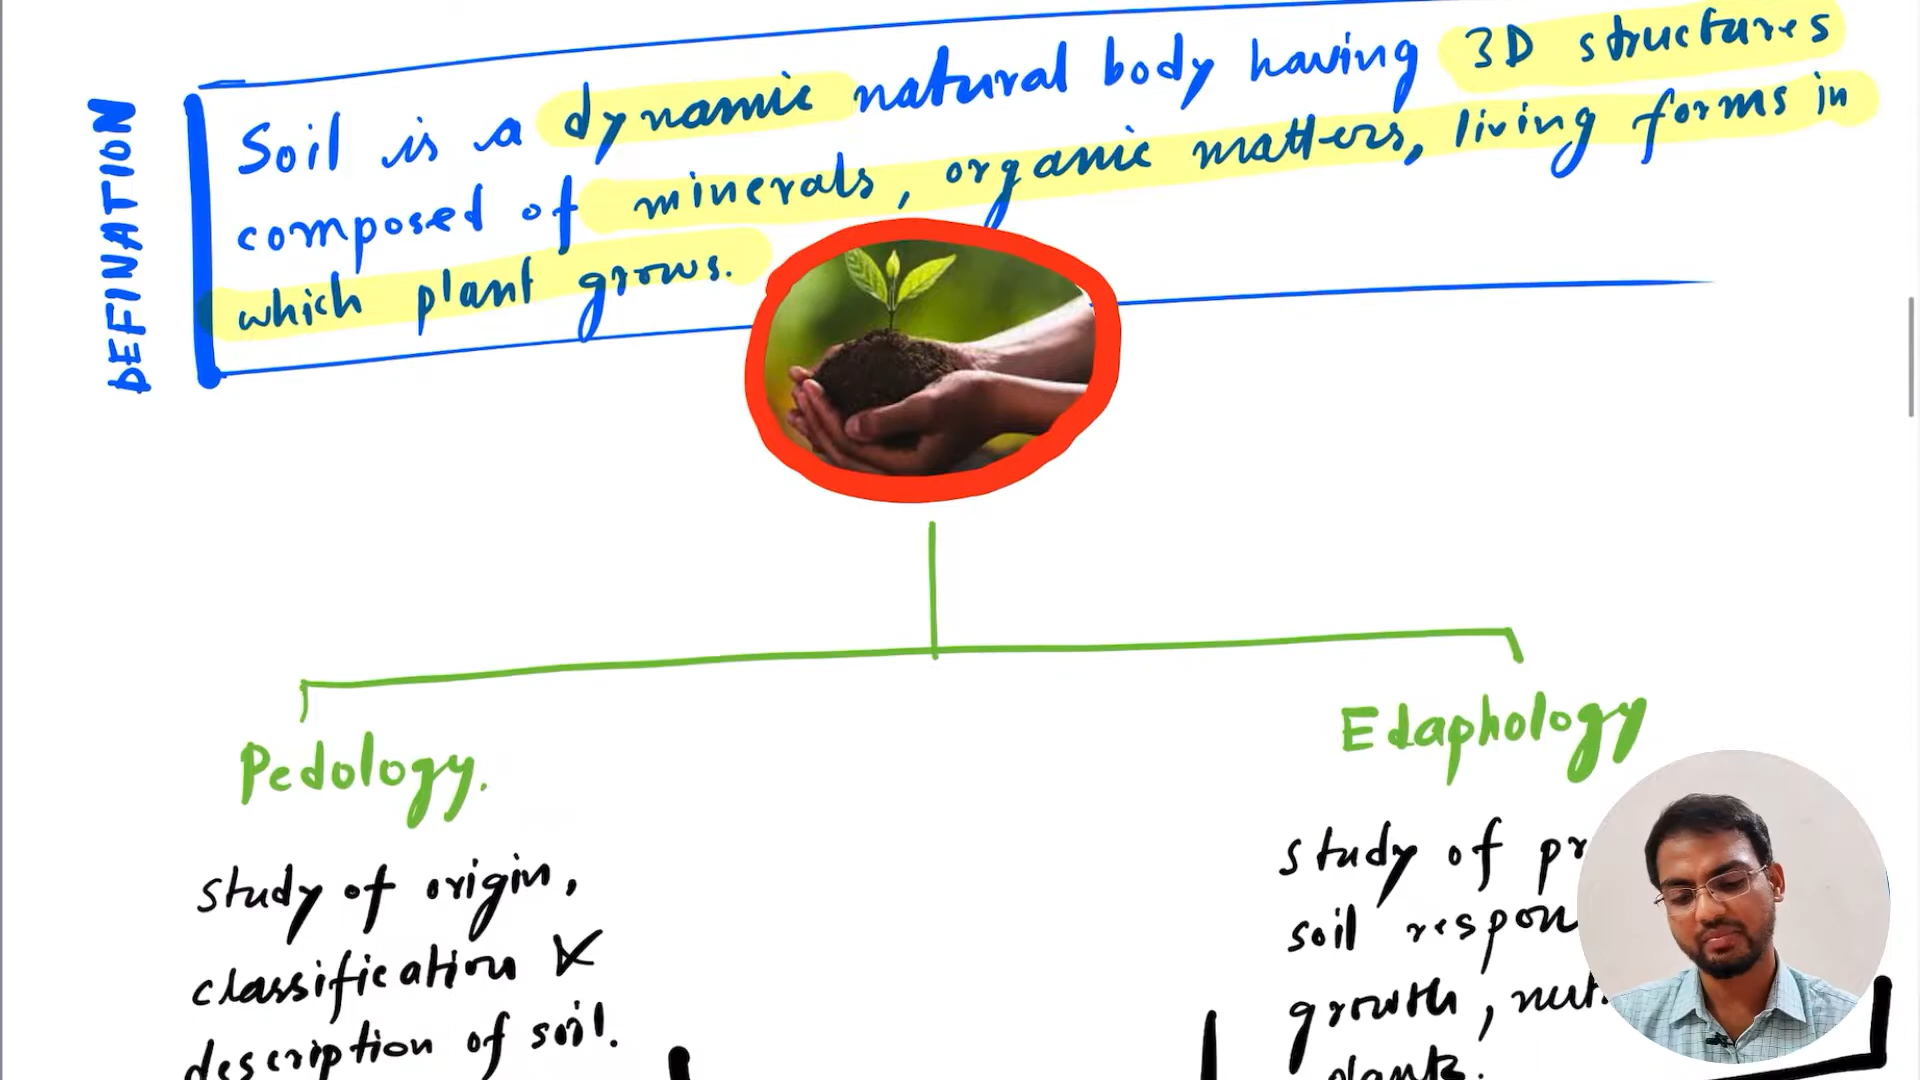 DEFINATION
Soil is a dynamic natural body having 3D structures
composed of minerals, organic matters, living forms in
which plant grows.
Pedology.
study of origin,
classification &
description of soil.
Edaphology
study of
soil
growth,
plants.